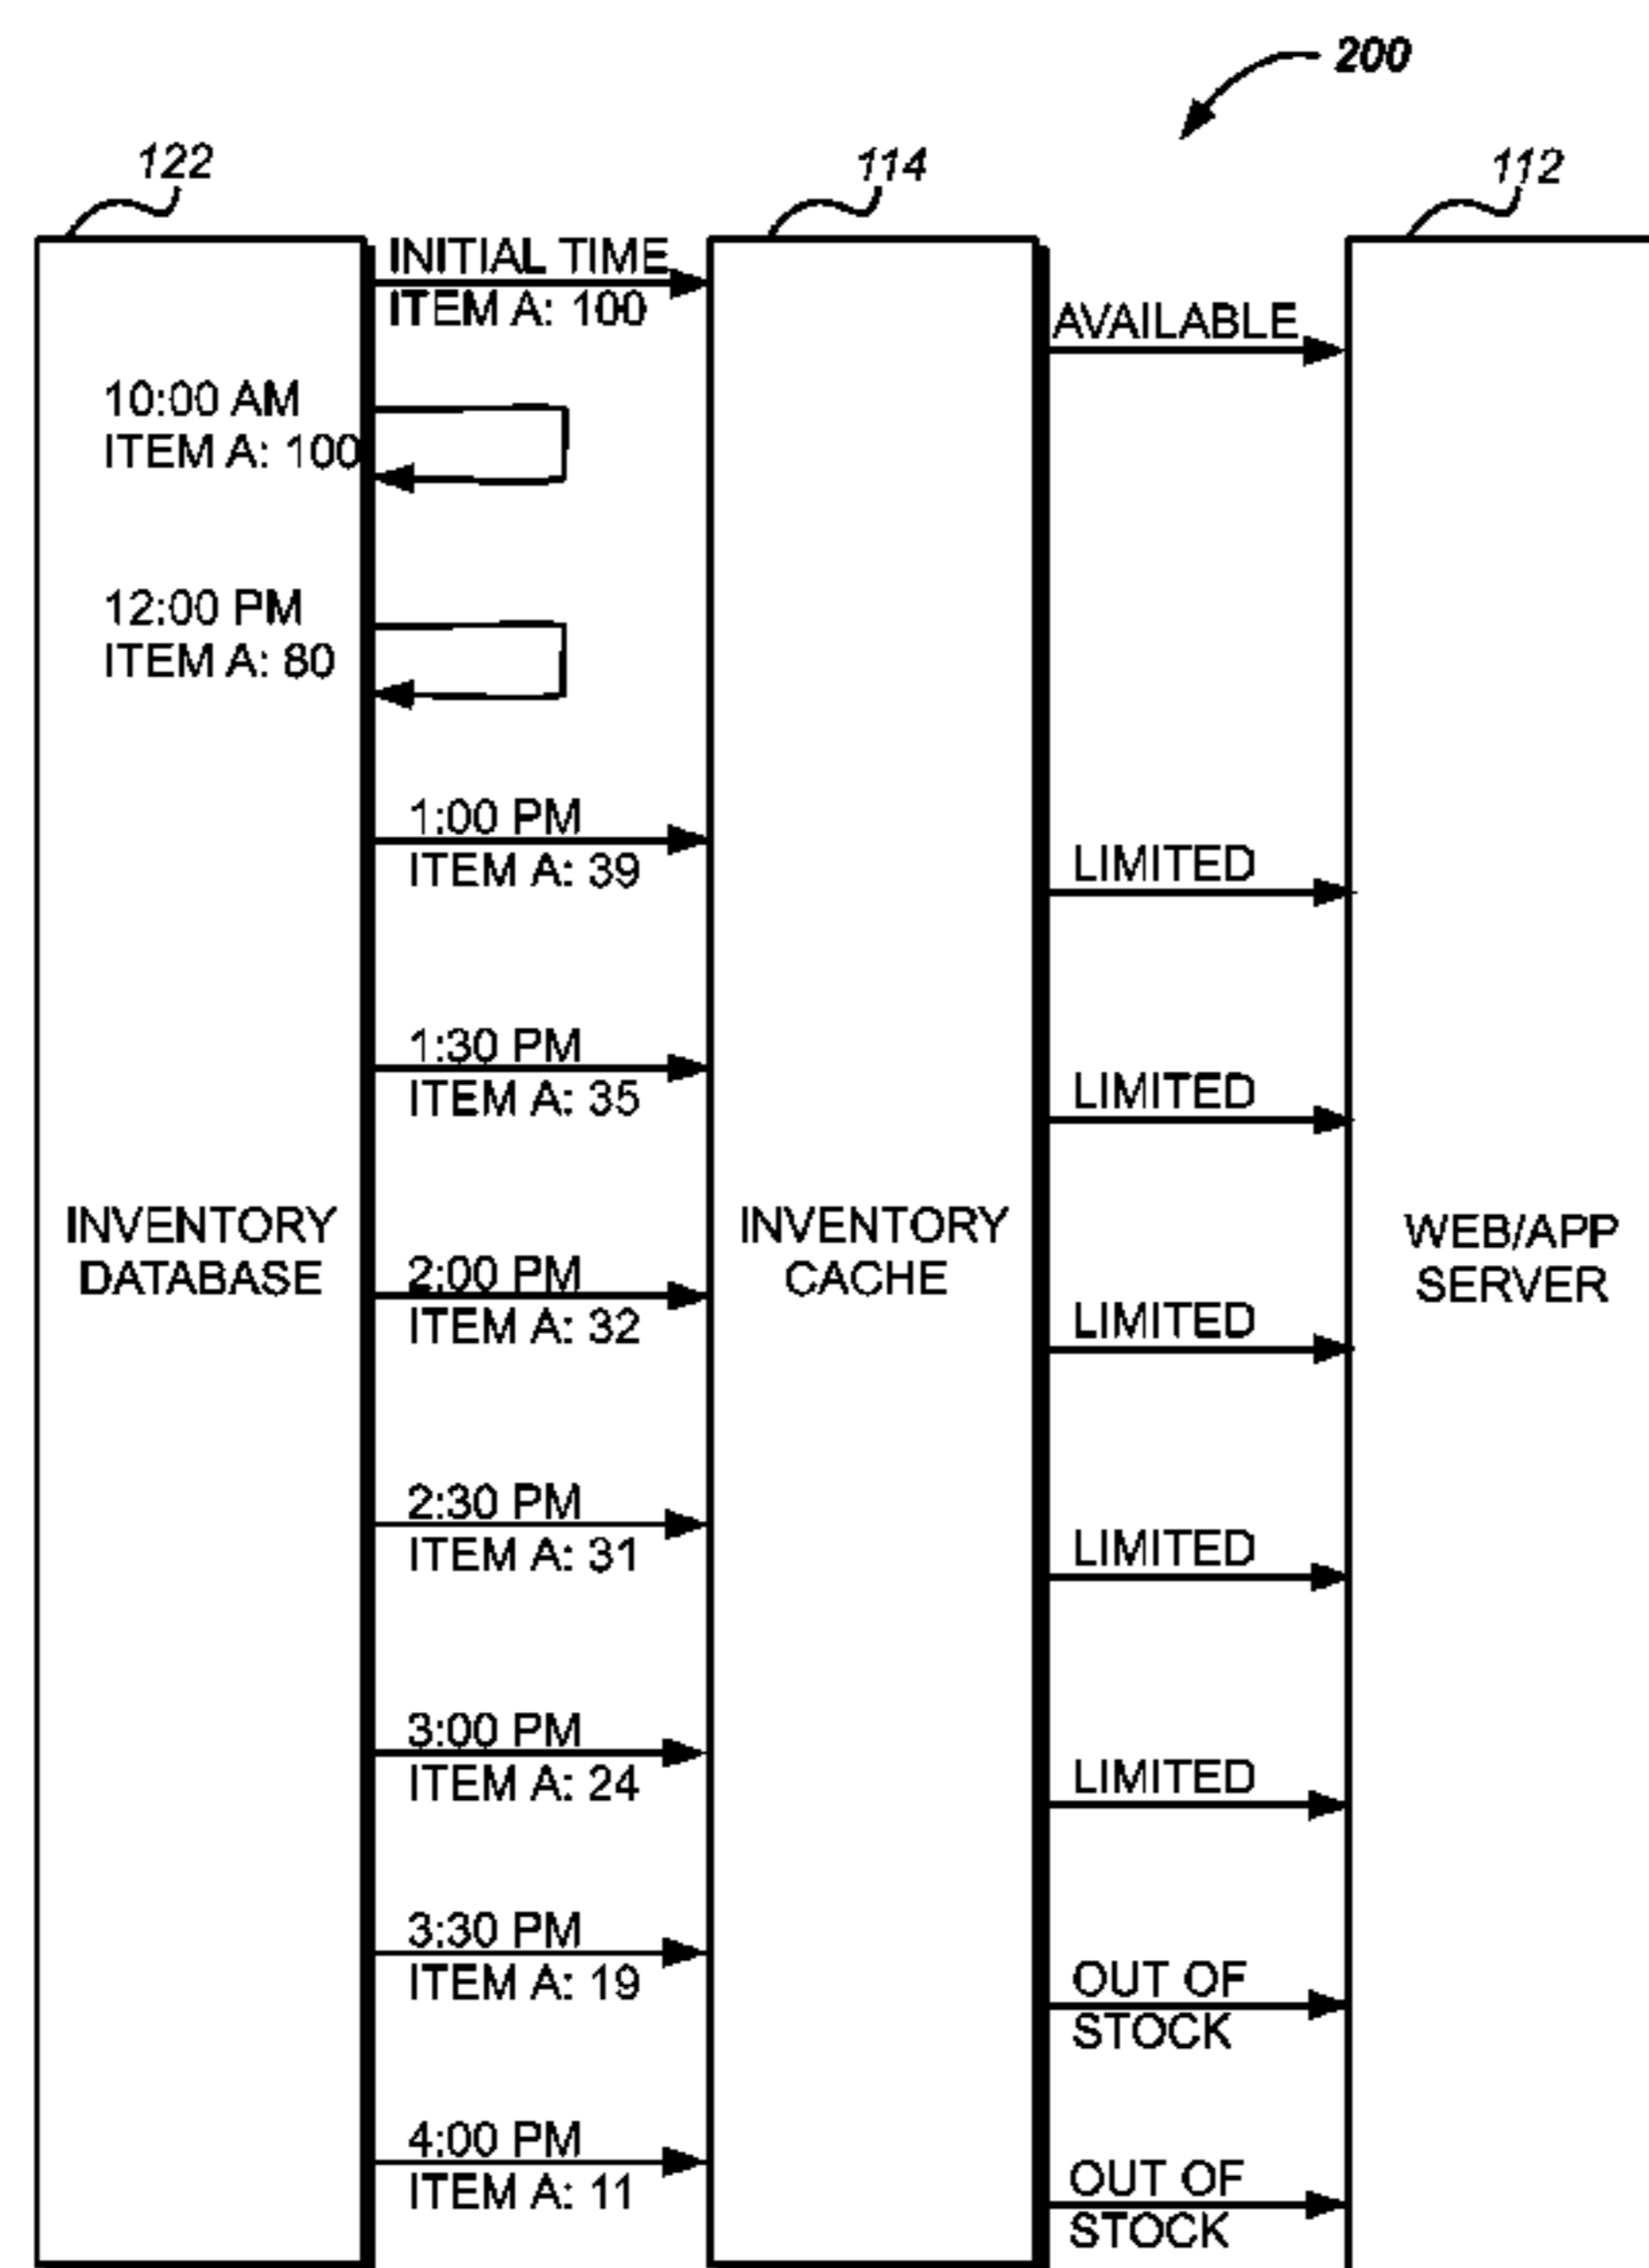 200
122
114
112
INITIAL TIME
ITEM A: 100
AVAILABLE
10:00 AM
ITEM A: 100
12:00 PM
ITEM A: 80
1:00 PM
ITEM A: 39
LIMITED
1:30 PM
ITEM A: 35
LIMITED
INVENTORY
DATABASE
INVENTORY
CACHE
WEB/APP
SERVER
2:00 PM
ITEM A: 32
LIMITED
2:30 PM
ITEM A: 31
LIMITED
3:00 PM
ITEM A: 24
LIMITED
3:30 PM
ITEM A: 19
OUT OF
STOCK
4:00 PM
ITEM A: 11
OUT OF
STOCK